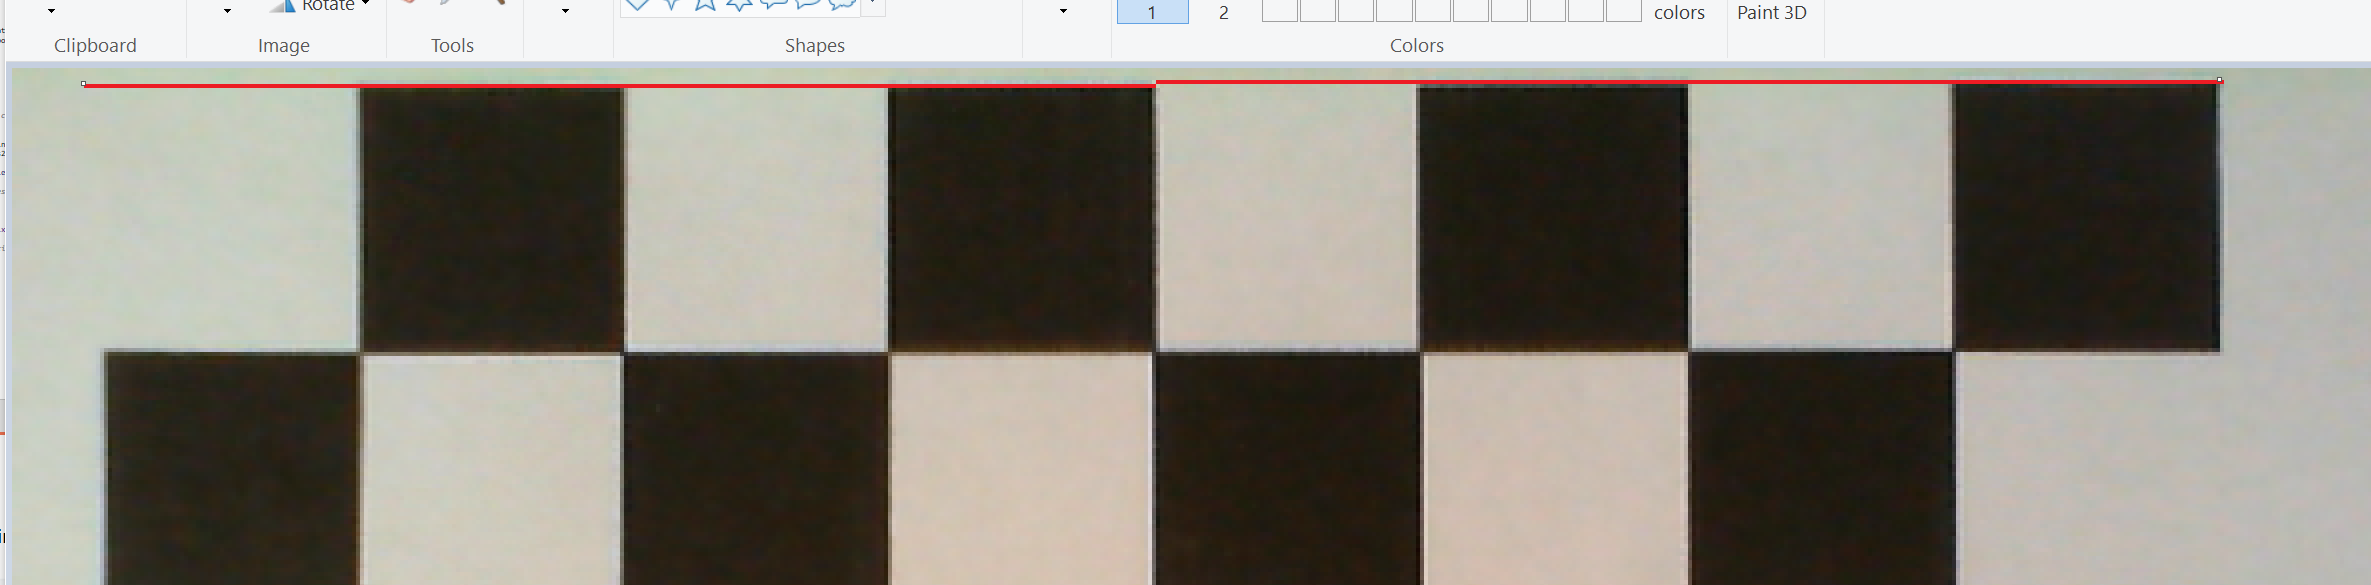 Rotate
1
2
colors
Paint 3D
Clipboard
Image
Tools
Shapes
Colors